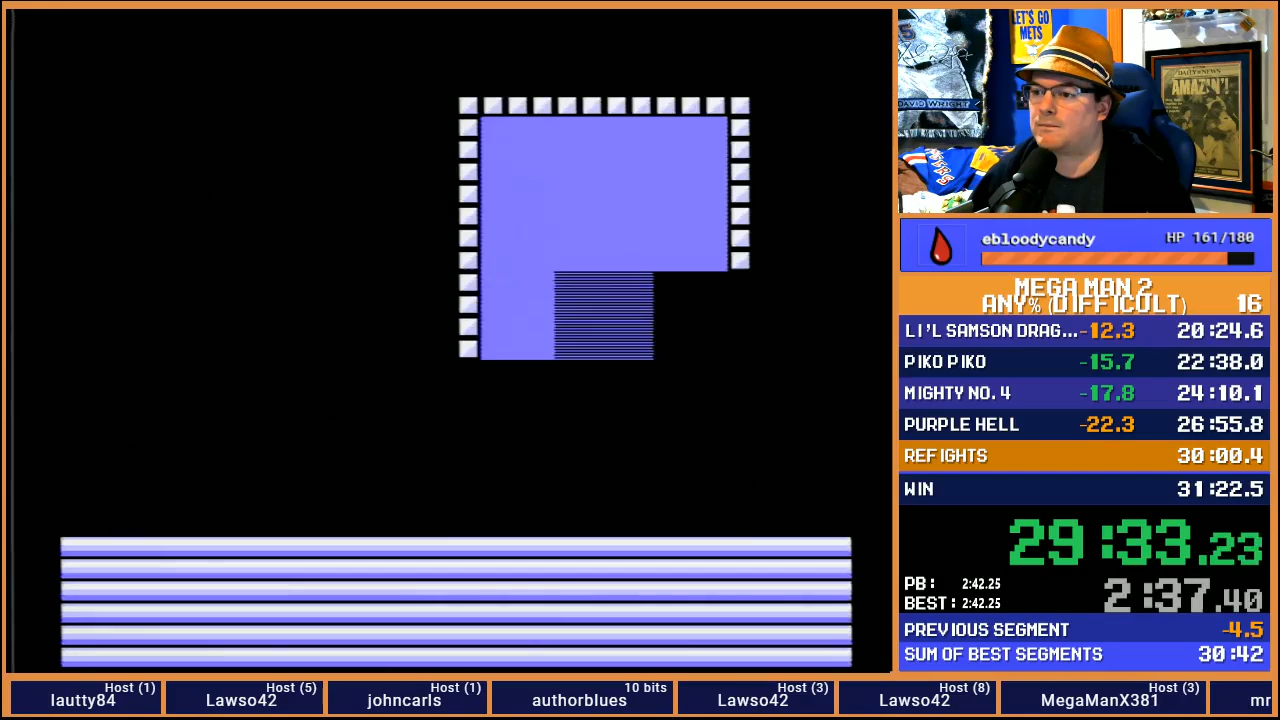 LET'S GO
METS
DAVID WRIGHT
DAILY NEWS
AMAZIN'!
ebloodycandy HP 161/180
MEGA MAN 2
ANY% (DIFFICULT) 16
LI'L SAMSON DRAG... -12.3 20:24.6
PIKO PIKO -15.7 22:38.0
MIGHTY NO. 4 -17.8 24:10.1
PURPLE HELL -22.3 26:55.8
REFIGHTS 30:00.4
WIN 31:22.5
29:33.23
PB: 2:42.25
BEST: 2:42.25
2:37.40
PREVIOUS SEGMENT -4.5
SUM OF BEST SEGMENTS 30:42
Host (1)
lautty84
Host (5)
Lawso42
Host (1)
johncarls
10 bits
authorblues
Host (3)
Lawso42
Host (8)
Lawso42
Host (3)
MegaManX381
mr